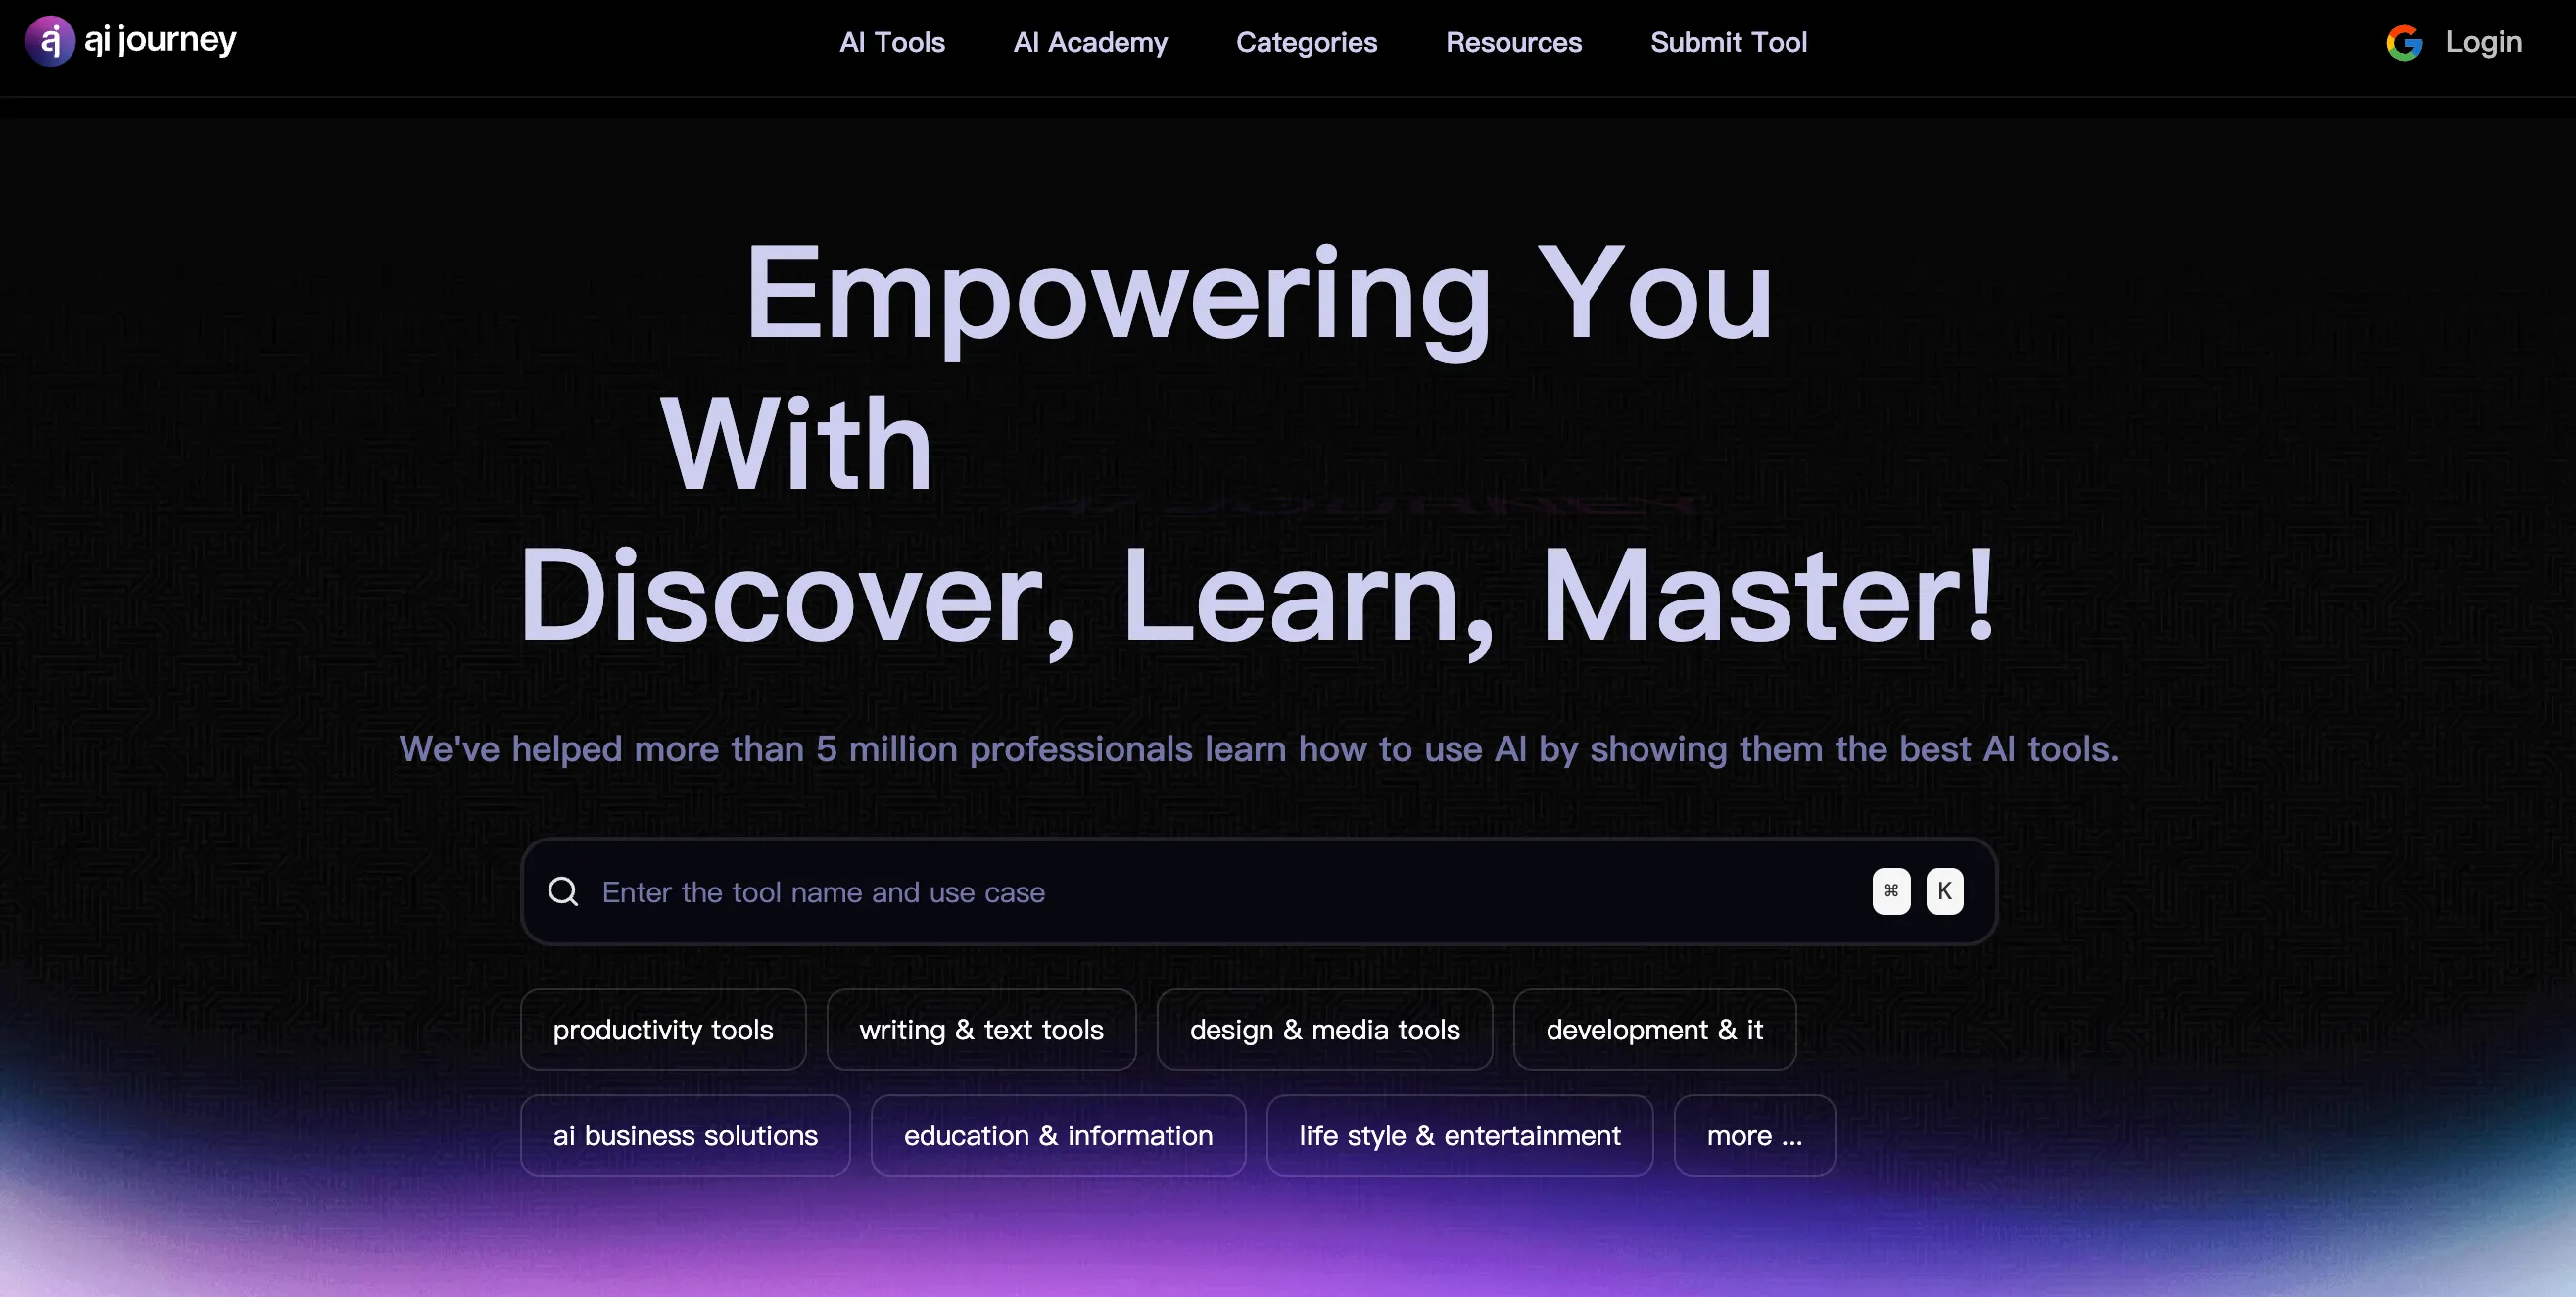 ai journey
AI Tools
AI Academy
Categories
Resources
Submit Tool
Login
Empowering You
With
Discover, Learn, Master!
We've helped more than 5 million professionals learn how to use AI by showing them the best AI tools.
Enter the tool name and use case
⌘ K
productivity tools
writing & text tools
design & media tools
development & it
ai business solutions
education & information
life style & entertainment
more ...